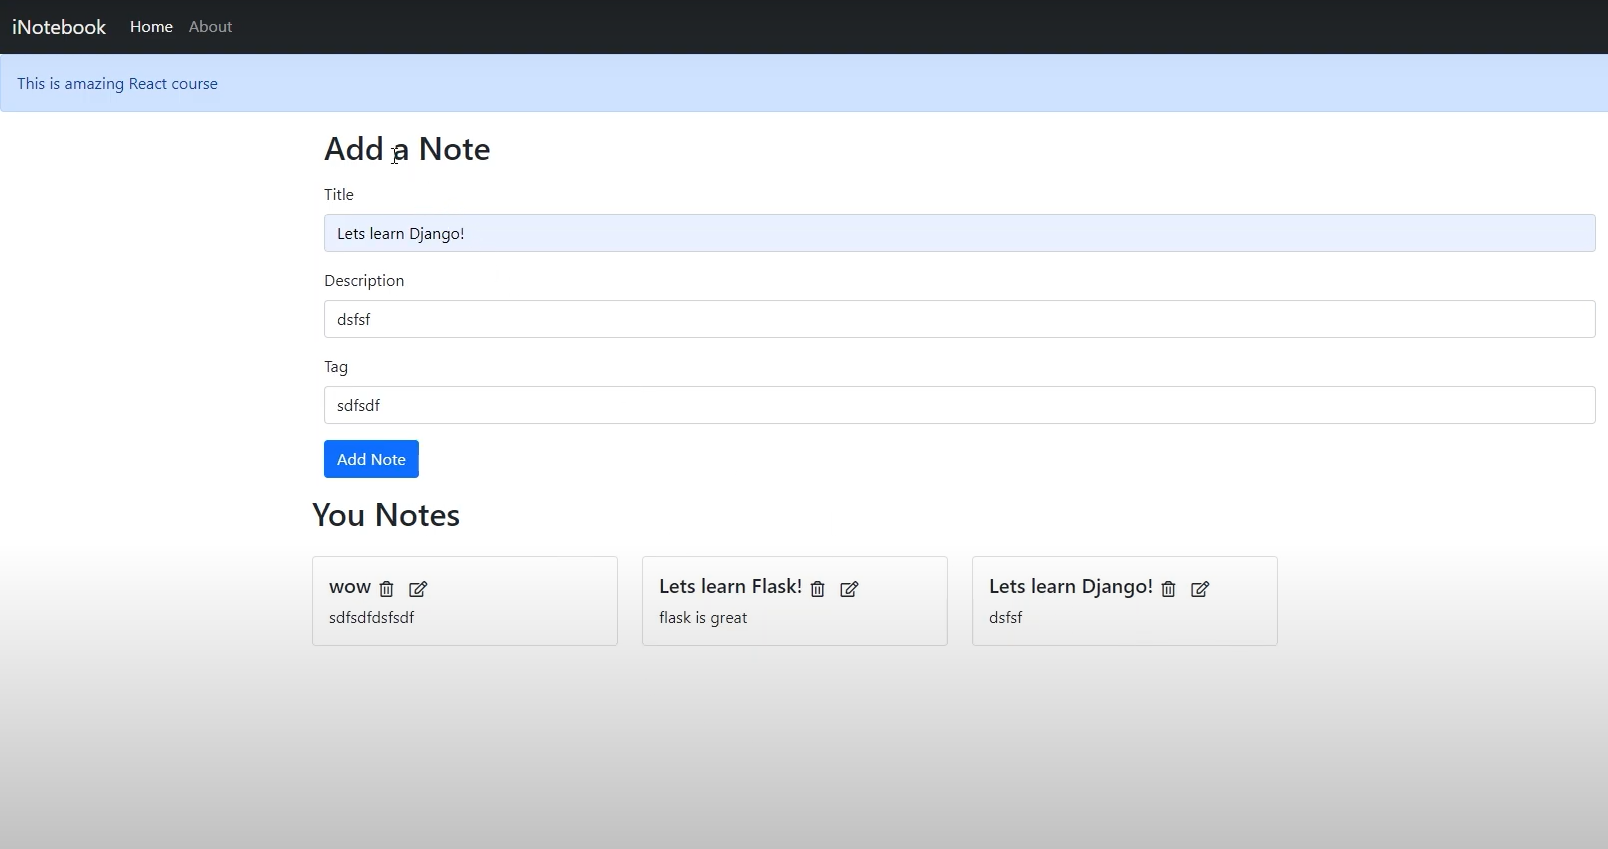 iNotebook Home About
This is amazing React course
Add a Note
Title
Lets learn Django!
Description
dsfsf
Tag
sdfsdf
Add Note
You Notes
wow
sdfsdfdsfsdf
Lets learn Flask!
flask is great
Lets learn Django!
dsfsf